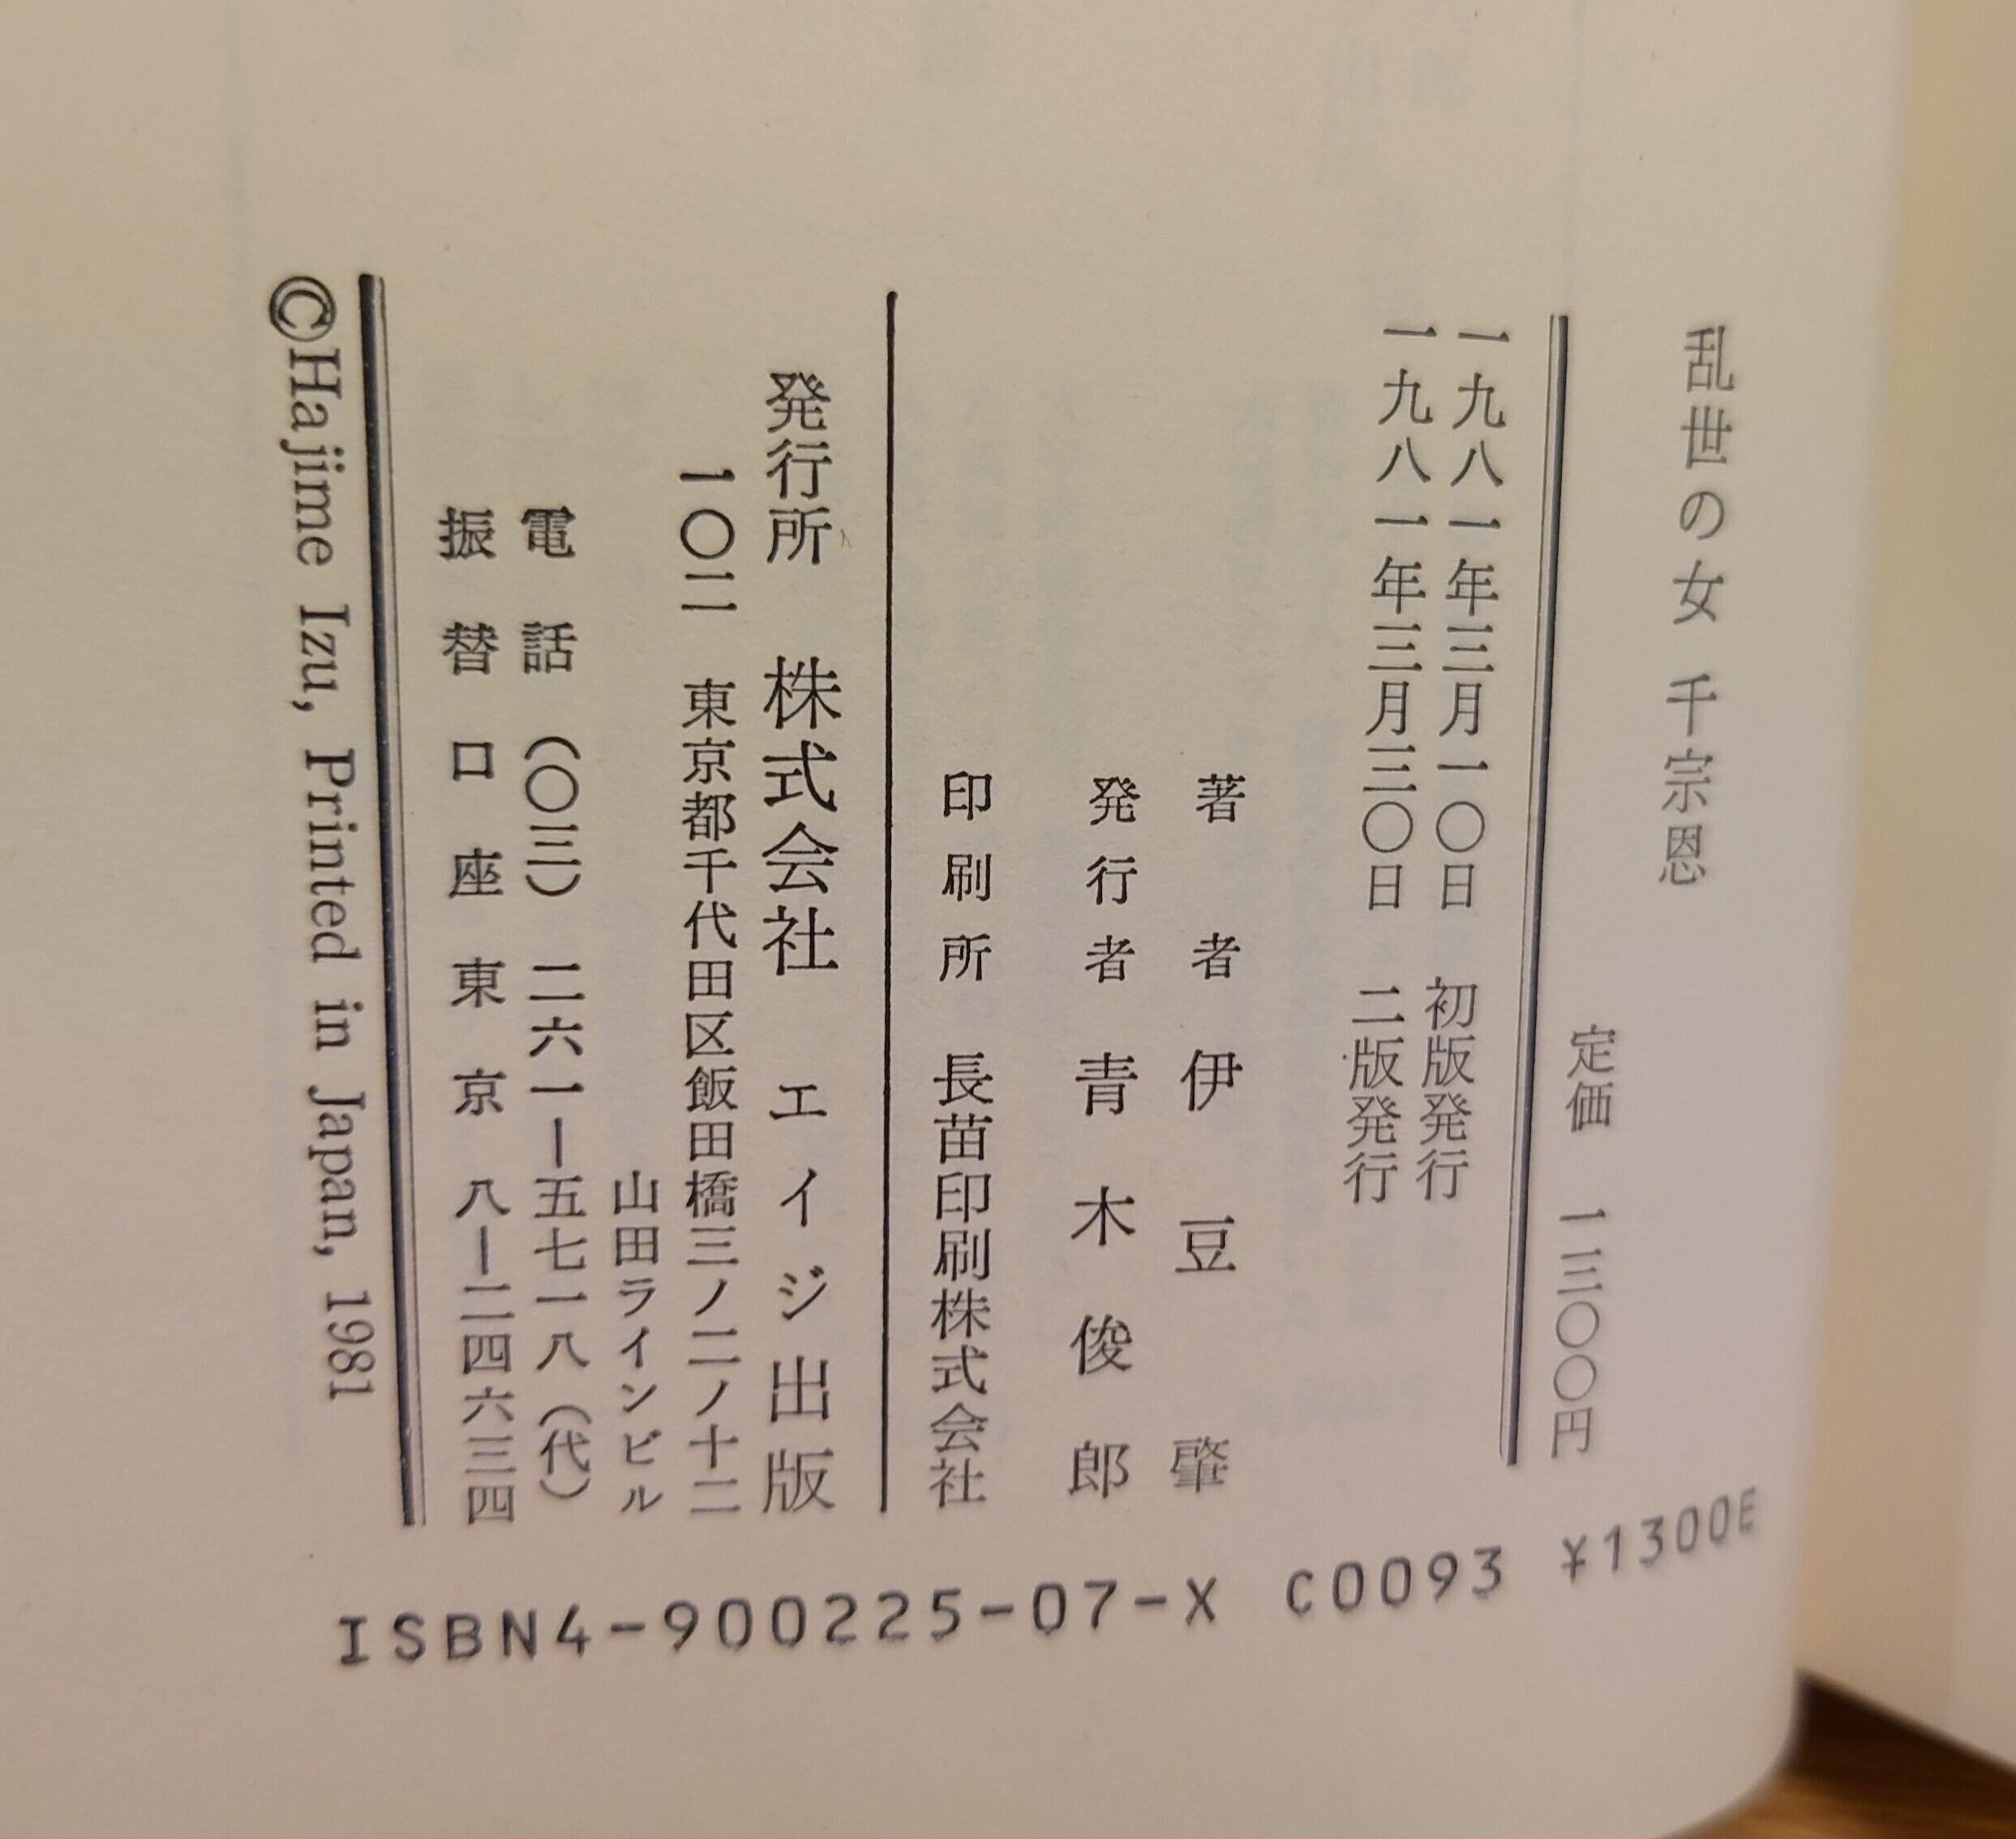 乱世の女 千宗恩
定価 一三〇〇円
一九八一年三月一〇日 初版発行
一九八一年三月三〇日 二版発行
著者 伊豆肇
発行者 青木俊郎
印刷所 長苗印刷株式会社
発行所 株式会社 エイジ出版
一〇二 東京都千代田区飯田橋三ノ二ノ十二
山田ラインビル
電話 (〇三) 二六一―五七一八 (代)
振替口座東京 八―二四六三四
©Hajime Izu, Printed in Japan, 1981
ISBN4-900225-07-X C0093 ¥1300E